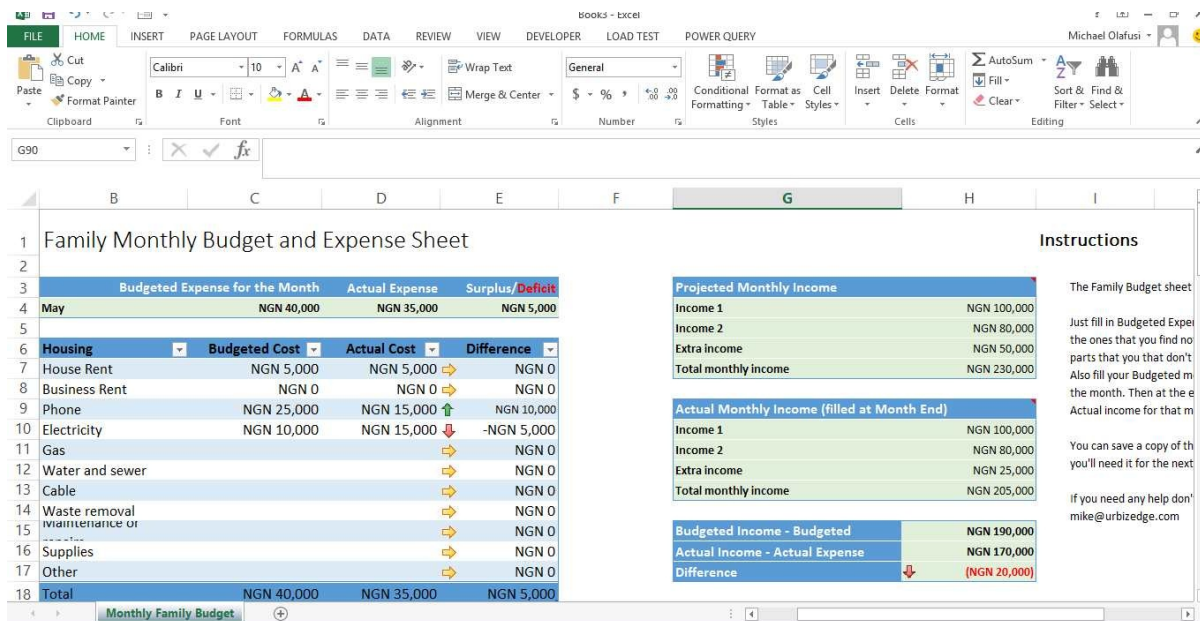 Book3 - Excel
FILE HOME INSERT PAGE LAYOUT FORMULAS DATA REVIEW VIEW DEVELOPER LOAD TEST POWER QUERY Michael Olafusi
Cut
Copy
Format Painter
Paste
Clipboard
Calibri 10
B I U
Font
Wrap Text
Merge & Center
Alignment
General
$ % ,
Number
Conditional Formatting Format as Table Cell Styles
Styles
Insert Delete Format
Cells
AutoSum
Fill
Clear
Sort & Filter Find & Select
Editing
G90 fx
B C D E F G H I
1 Family Monthly Budget and Expense Sheet Instructions
2
3 Budgeted Expense for the Month Actual Expense Surplus/Deficit Projected Monthly Income The Family Budget sheet
4 May NGN 40,000 NGN 35,000 NGN 5,000 Income 1 NGN 100,000
5 Income 2 NGN 80,000 Just fill in Budgeted
6 Housing Budgeted Cost Actual Cost Difference Extra income NGN 50,000 the ones that you find
7 House Rent NGN 5,000 NGN 5,000 NGN 0 Total monthly income NGN 230,000 parts that you that don't
8 Business Rent NGN 0 NGN 0 NGN 0 Also fill your Budgeted
9 Phone NGN 25,000 NGN 15,000 NGN 10,000 Actual Monthly Income (filled at Month End) the month. Then at the
10 Electricity NGN 10,000 NGN 15,000 -NGN 5,000 Income 1 NGN 100,000 Actual income for that
11 Gas NGN 0 Income 2 NGN 80,000 You can save a copy of
12 Water and sewer NGN 0 Extra income NGN 25,000 you'll need it for the next
13 Cable NGN 0 Total monthly income NGN 205,000
14 Waste removal NGN 0 If you need any help
15 Maintenance or NGN 0 Budgeted Income - Budgeted NGN 190,000 mike@urbizedge.com
16 Supplies NGN 0 Actual Income - Actual Expense NGN 170,000
17 Other NGN 0 Difference (NGN 20,000)
18 Total NGN 40,000 NGN 35,000 NGN 5,000
Monthly Family Budget